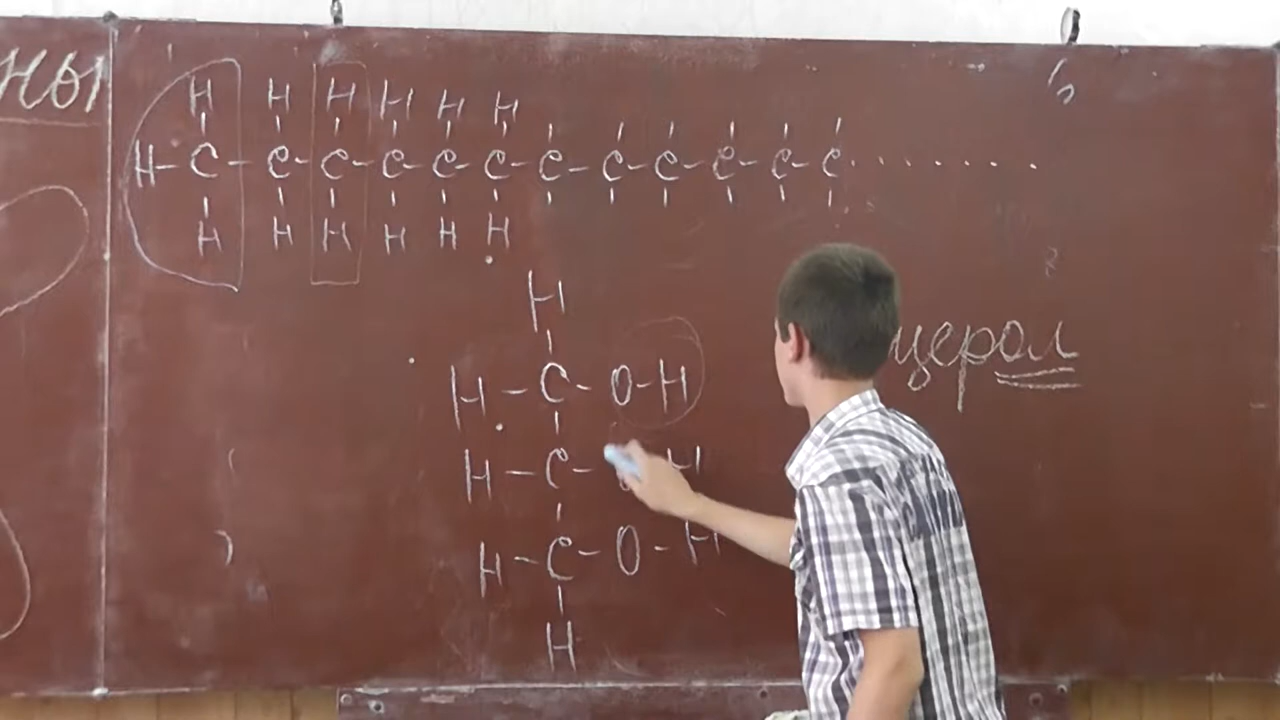 ны
H H H H H H
H-C-C-C-C-C-C-C-C-C-C-C-C.........
H H H H H H
H
H-C-O-H
церол
H-C- H
H-C-O-H
H